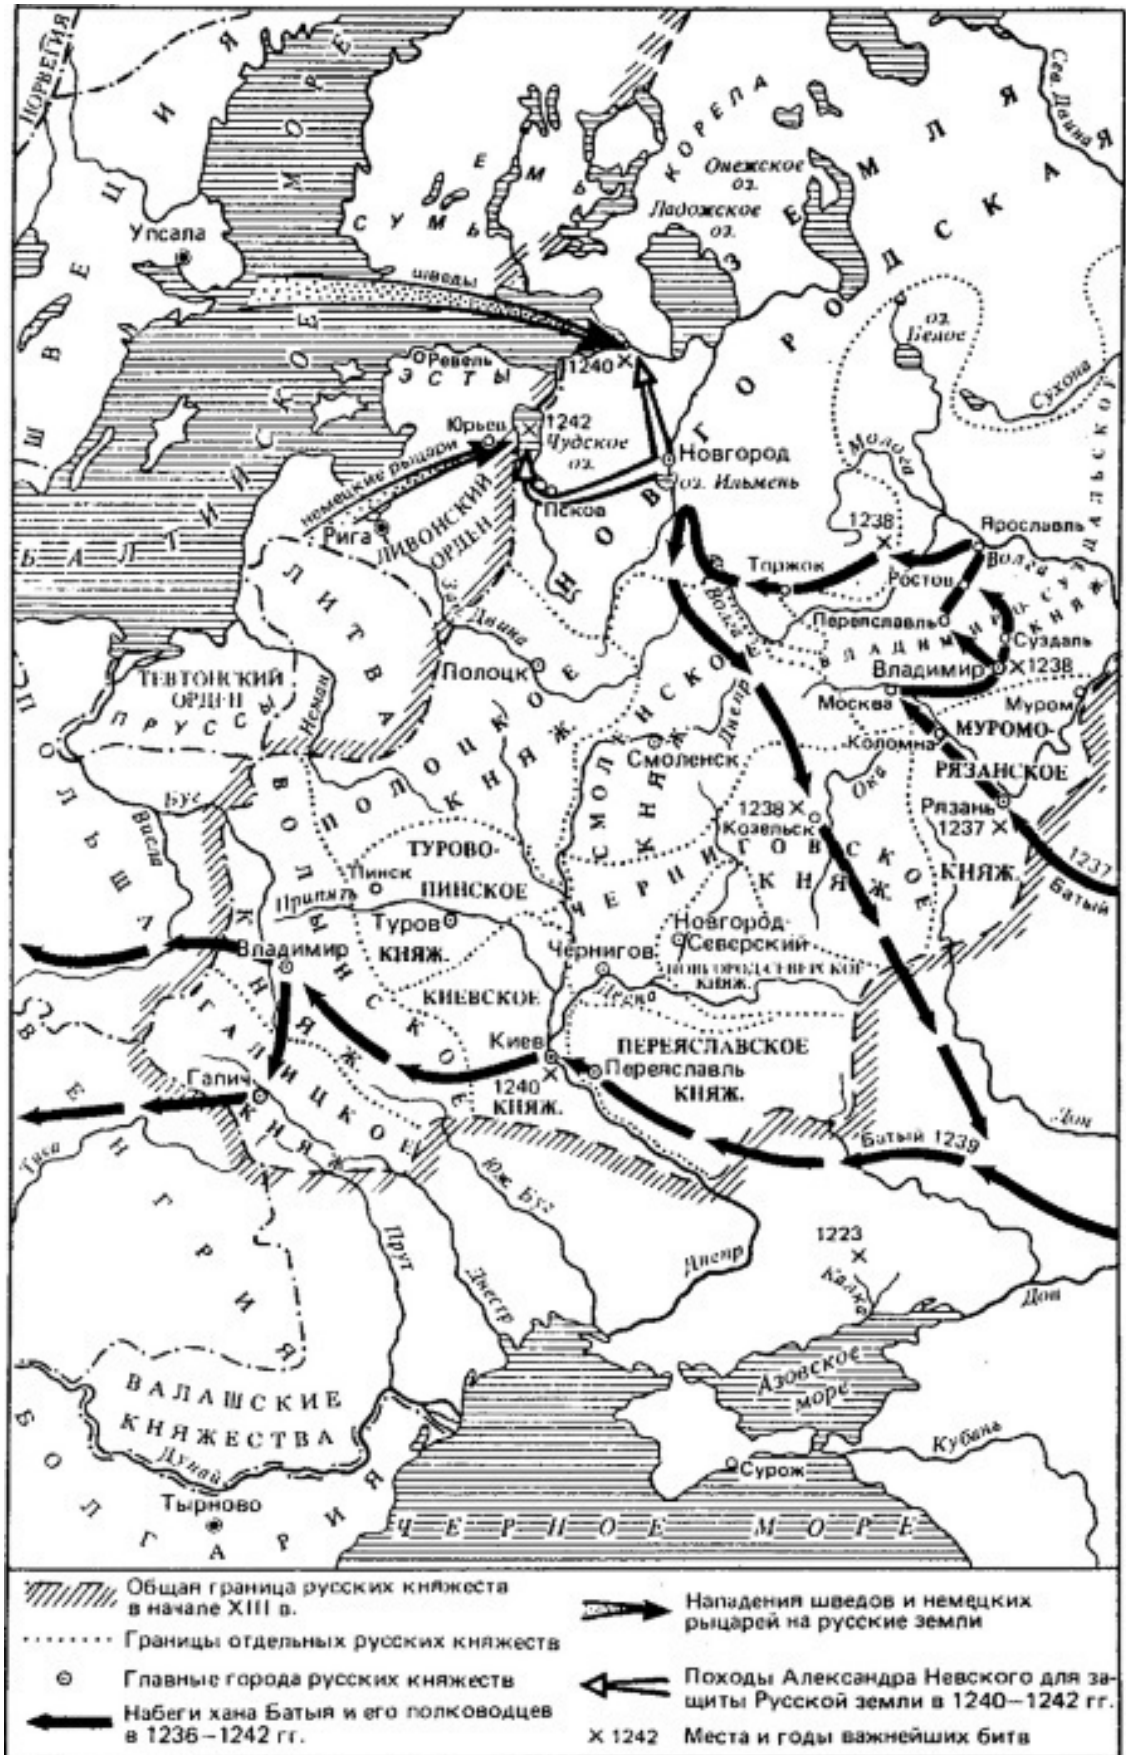 НОРВЕГИЯ
ШВЕЦИЯ
БАЛТИЙСКОЕ МОРЕ
Упсала
СУМЬ
ЕМЬ
КОРЕЛА
Онежское
оз.
Ладожское
оз.
Сев. Двина
НОВГОРОДСКАЯ ЗЕМЛЯ
шведы
Ревель
ЭСТЫ
1240
оз.
Белое
Сухона
Юрьев
1242
Чудское
оз.
немецкие рыцари
Новгород
оз. Ильмень
Псков
Молога
Рига
ЛИВОНСКИЙ
ОРДЕН
1238
Ярославль
Волга
Торжок
Ростов
Переяславль
Суздаль
ВЛАДИМИРО-СУЗДАЛЬСКОЕ
КНЯЖ.
Владимир
1238
Волга
ЛИТВА
Зап. Двина
Полоцк
ТЕВТОНСКИЙ
ОРДЕН
ПРУССЫ
Неман
Москва
Муром
Коломна
МУРОМО-
РЯЗАНСКОЕ
КНЯЖ.
Рязань
1237
1237
Батый
Днепр
Смоленск
СМОЛЕНСКОЕ
КНЯЖ.
ПОЛОЦКОЕ
КНЯЖ.
Ока
1238
Козельск
ЧЕРНИГОВСКОЕ
КНЯЖ.
ПОЛЬША
Буг
Висла
ВОЛЫНСКОЕ
КНЯЖ.
ТУРОВО-
ПИНСКОЕ
КНЯЖ.
Пинск
Припять
Туров
Владимир
Новгород-
Северский
НОВГОРОД-СЕВЕРСКОЕ
КНЯЖ.
Чернигов
Десна
КИЕВСКОЕ
КНЯЖ.
Киев
1240
ПЕРЕЯСЛАВСКОЕ
КНЯЖ.
Переяславль
ГАЛИЦКОЕ
КНЯЖ.
Галич
Батый 1239
Дон
ВЕНГРИЯ
Тиса
Юж. Буг
Прут
Днестр
Днепр
1223
Калка
Дон
Азовское
море
Кубань
Сурож
ВАЛАШСКИЕ
КНЯЖЕСТВА
Дунай
Тырново
БОЛГАРИЯ
ЧЕРНОЕ МОРЕ
Общая граница русских княжеств
в начале XIII в.
Границы отдельных русских княжеств
Главные города русских княжеств
Набеги хана Батыя и его полководцев
в 1236–1242 гг.
Нападения шведов и немецких
рыцарей на русские земли
Походы Александра Невского для за-
щиты Русской земли в 1240–1242 гг.
1242 Места и годы важнейших битв